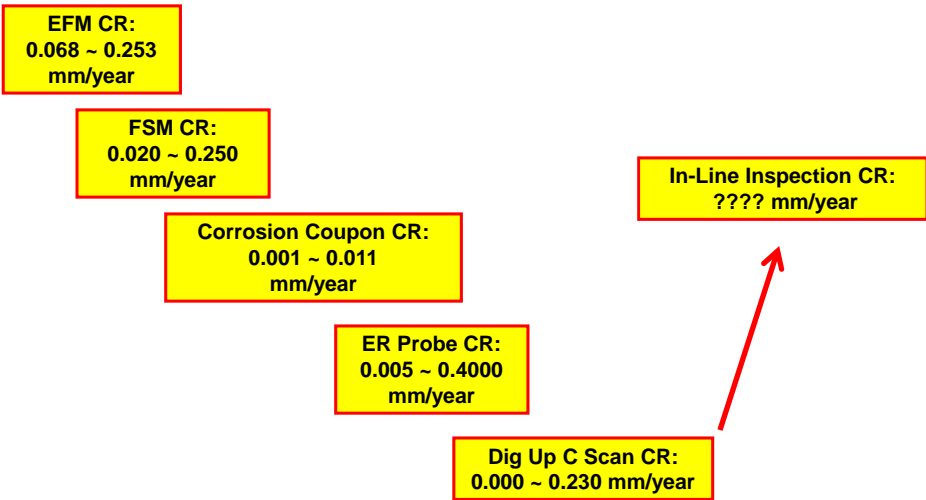 EFM CR:
0.068 ~ 0.253
mm/year
FSM CR:
0.020 ~ 0.250
mm/year
In-Line Inspection CR:
???? mm/year
Corrosion Coupon CR:
0.001 ~ 0.011
mm/year
ER Probe CR:
0.005 ~ 0.4000
mm/year
Dig Up C Scan CR:
0.000 ~ 0.230 mm/year